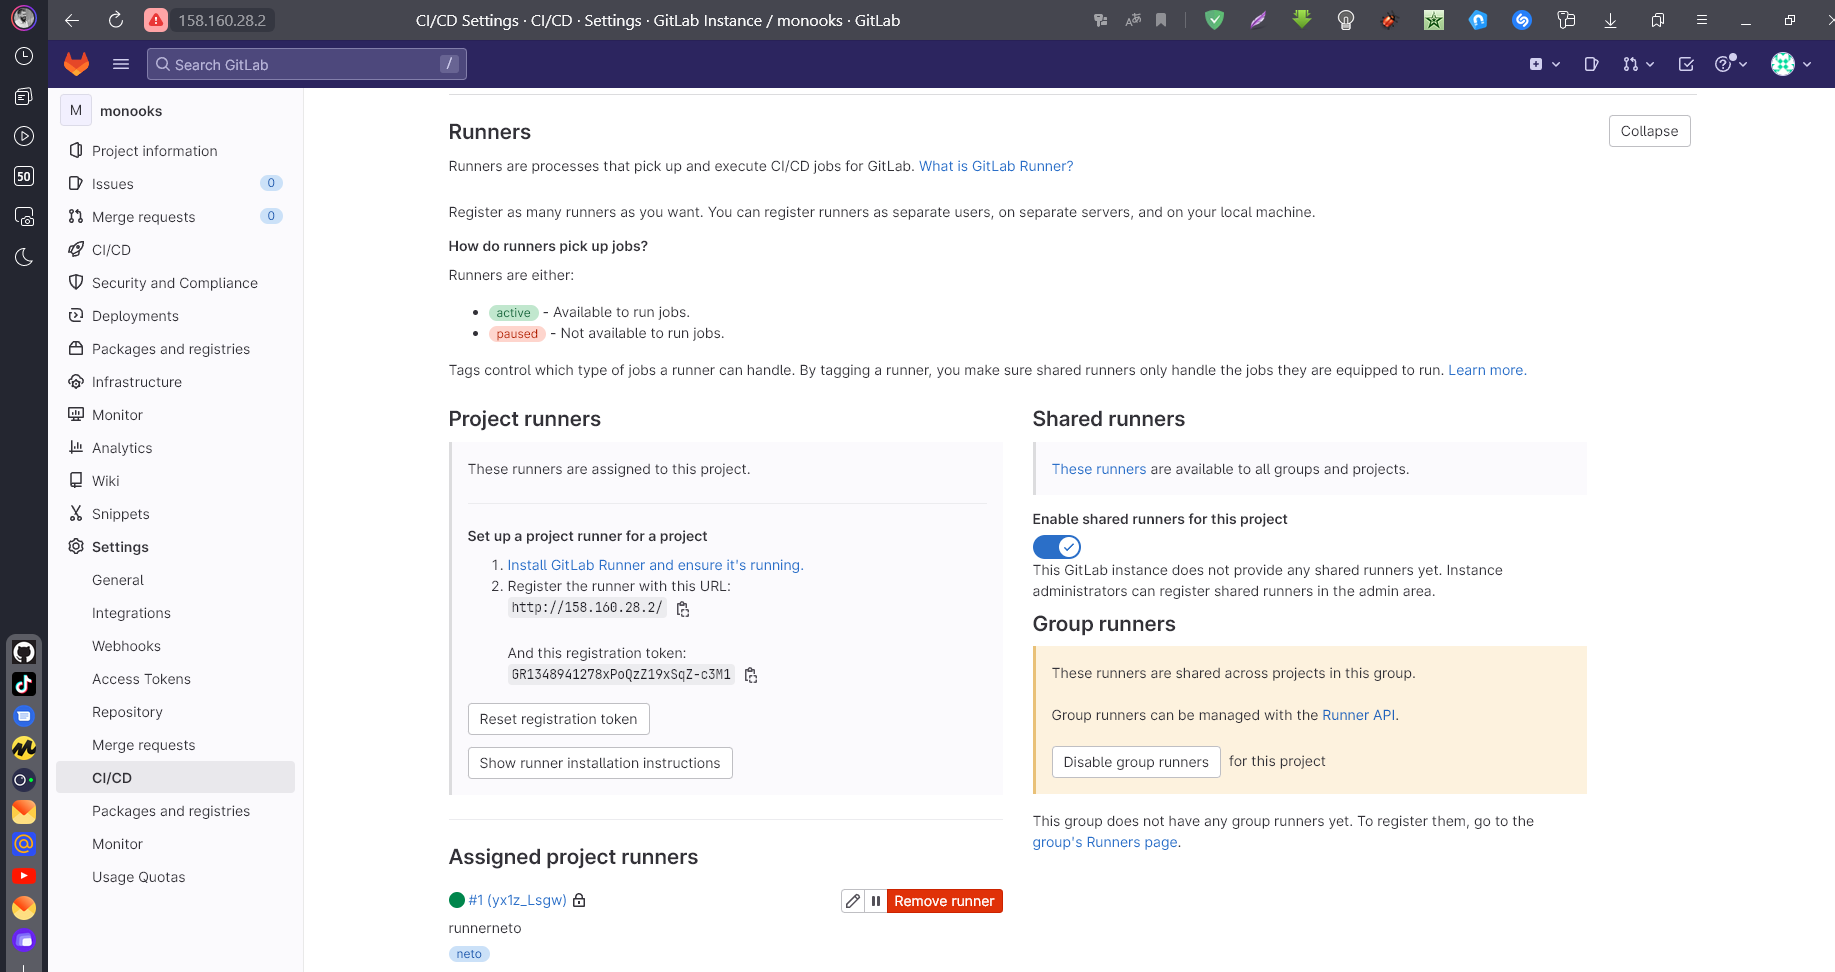 158.160.28.2
CI/CD Settings · CI/CD · Settings · GitLab Instance / monooks · GitLab
Search GitLab
/
M
monooks
Project information
Issues
0
Merge requests
0
CI/CD
Security and Compliance
Deployments
Packages and registries
Infrastructure
Monitor
Analytics
Wiki
Snippets
Settings
General
Integrations
Webhooks
Access Tokens
Repository
Merge requests
CI/CD
Packages and registries
Monitor
Usage Quotas
50
Runners
Collapse
Runners are processes that pick up and execute CI/CD jobs for GitLab. What is GitLab Runner?
Register as many runners as you want. You can register runners as separate users, on separate servers, and on your local machine.
How do runners pick up jobs?
Runners are either:
• active - Available to run jobs.
• paused - Not available to run jobs.
Tags control which type of jobs a runner can handle. By tagging a runner, you make sure shared runners only handle the jobs they are equipped to run. Learn more.
Project runners
These runners are assigned to this project.
Set up a project runner for a project
1. Install GitLab Runner and ensure it's running.
2. Register the runner with this URL:
http://158.160.28.2/
And this registration token:
GR1348941278xPoQzZ19xSqZ-c3M1
Reset registration token
Show runner installation instructions
Assigned project runners
#1 (yx1z_Lsgw)
Remove runner
runnerneto
neto
Shared runners
These runners are available to all groups and projects.
Enable shared runners for this project
This GitLab instance does not provide any shared runners yet. Instance
administrators can register shared runners in the admin area.
Group runners
These runners are shared across projects in this group.
Group runners can be managed with the Runner API.
Disable group runners for this project
This group does not have any group runners yet. To register them, go to the
group's Runners page.